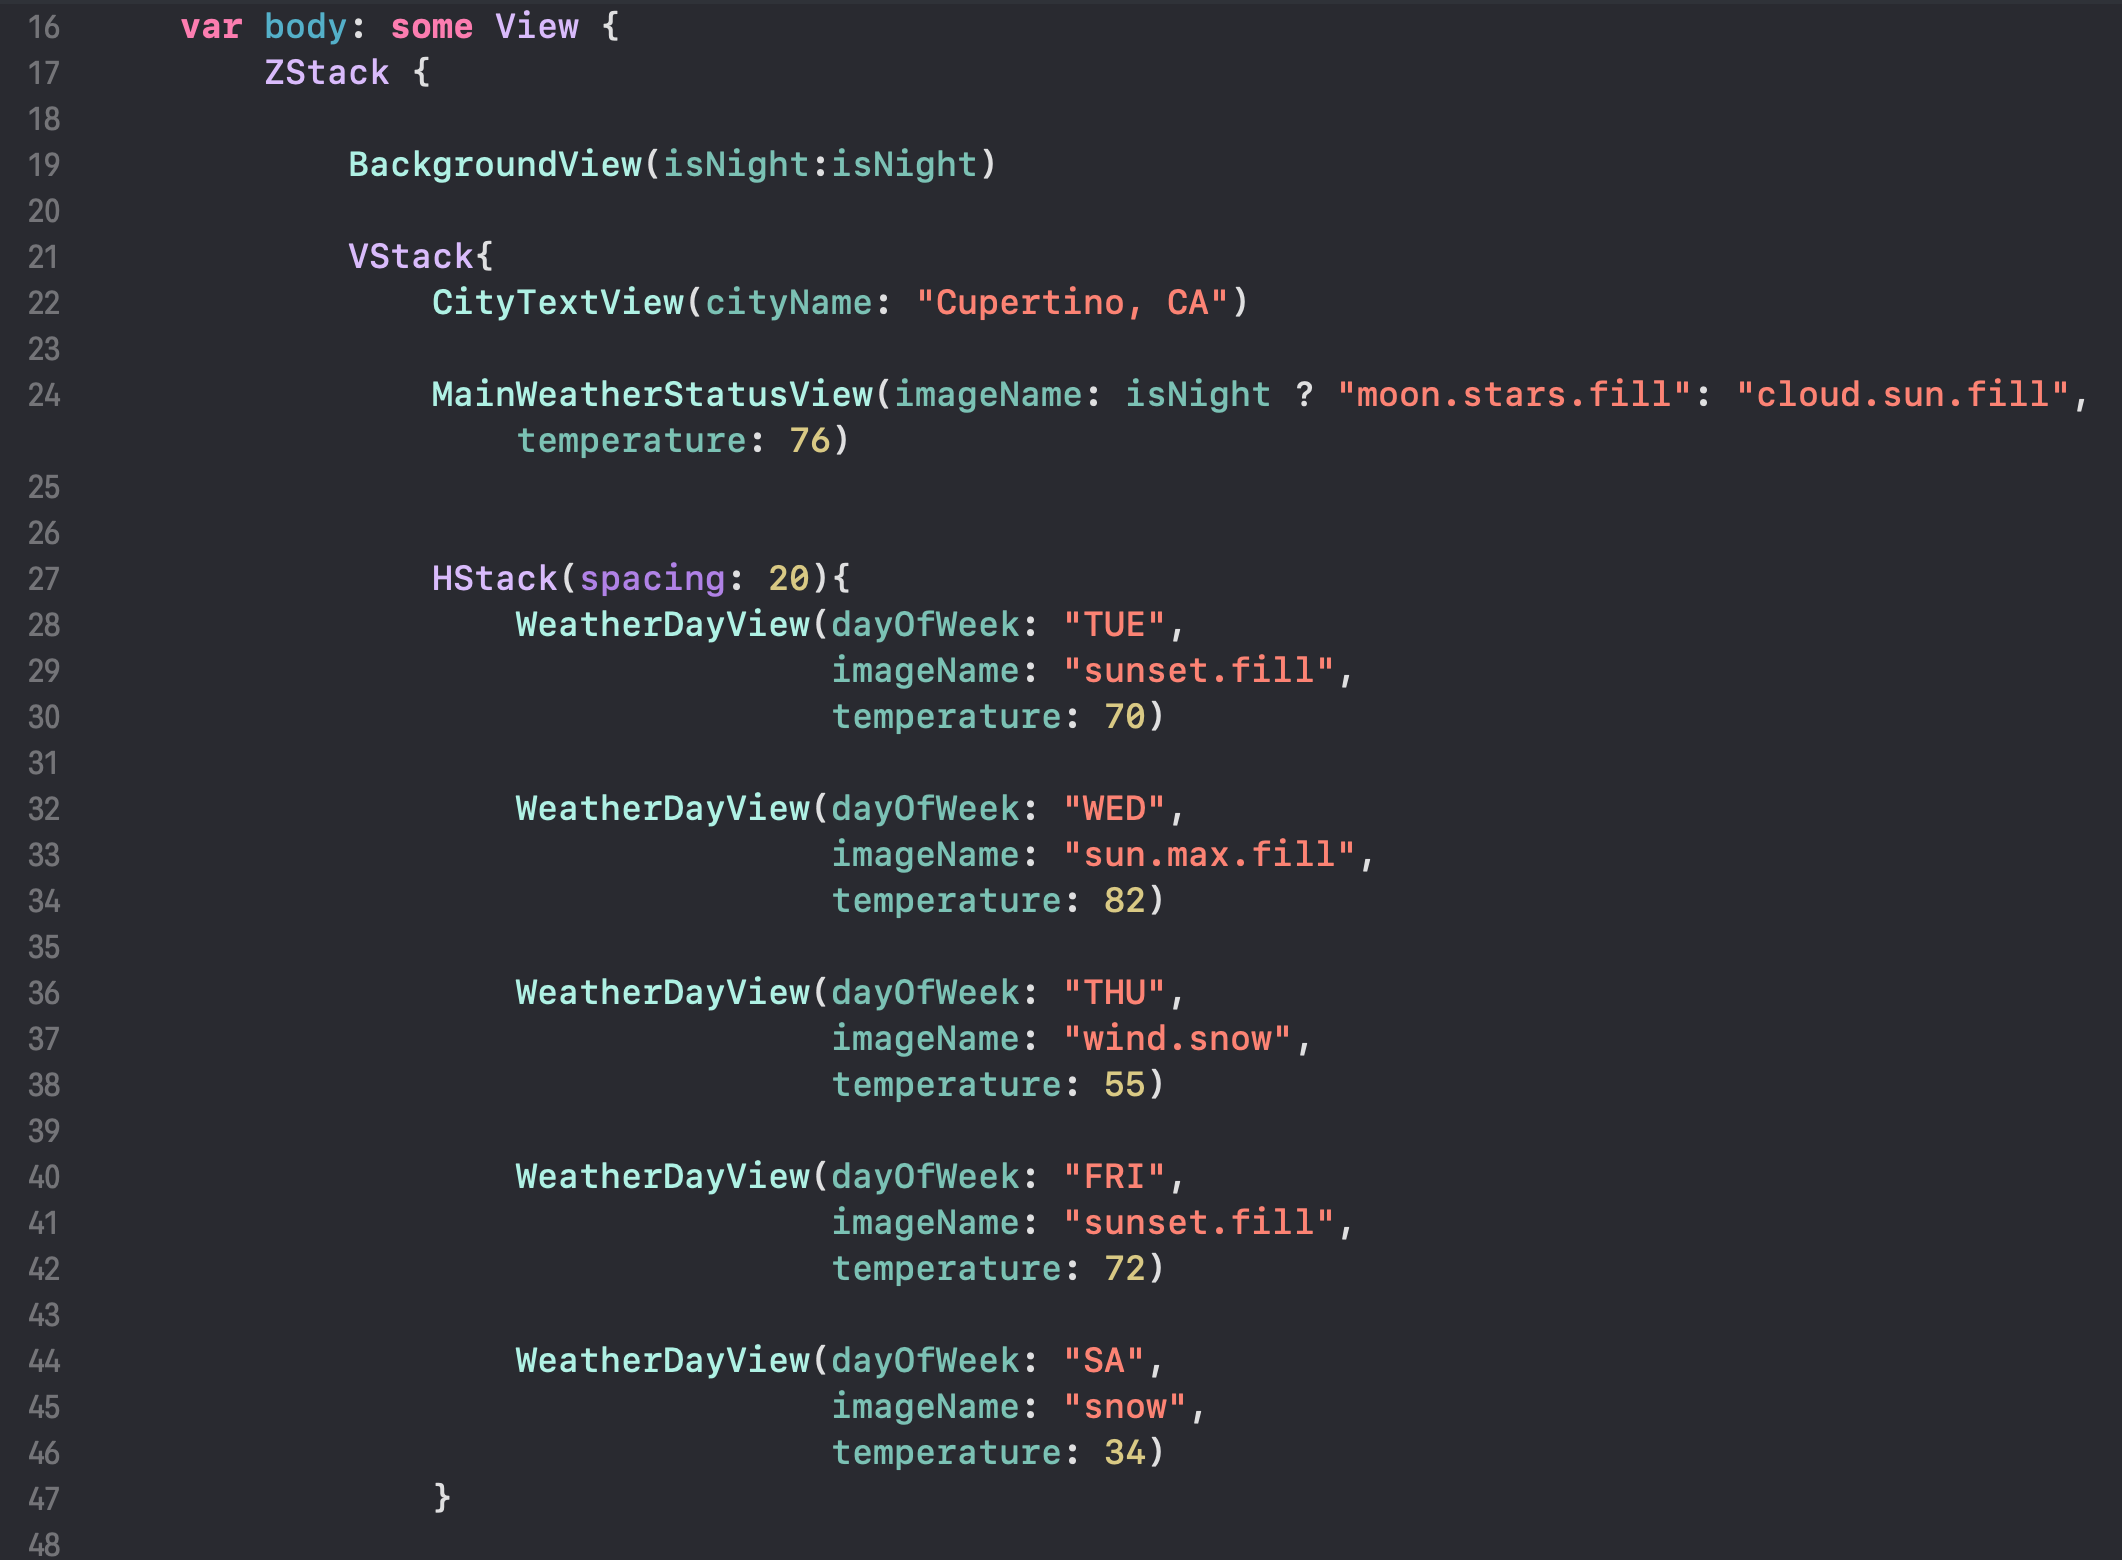 16 var body: some View {
17 ZStack {
18
19 BackgroundView(isNight:isNight)
20
21 VStack{
22 CityTextView(cityName: "Cupertino, CA")
23
24 MainWeatherStatusView(imageName: isNight ? "moon.stars.fill": "cloud.sun.fill",
temperature: 76)
25
26
27 HStack(spacing: 20){
28 WeatherDayView(dayOfWeek: "TUE",
29 imageName: "sunset.fill",
30 temperature: 70)
31
32 WeatherDayView(dayOfWeek: "WED",
33 imageName: "sun.max.fill",
34 temperature: 82)
35
36 WeatherDayView(dayOfWeek: "THU",
37 imageName: "wind.snow",
38 temperature: 55)
39
40 WeatherDayView(dayOfWeek: "FRI",
41 imageName: "sunset.fill",
42 temperature: 72)
43
44 WeatherDayView(dayOfWeek: "SA",
45 imageName: "snow",
46 temperature: 34)
47 }
48